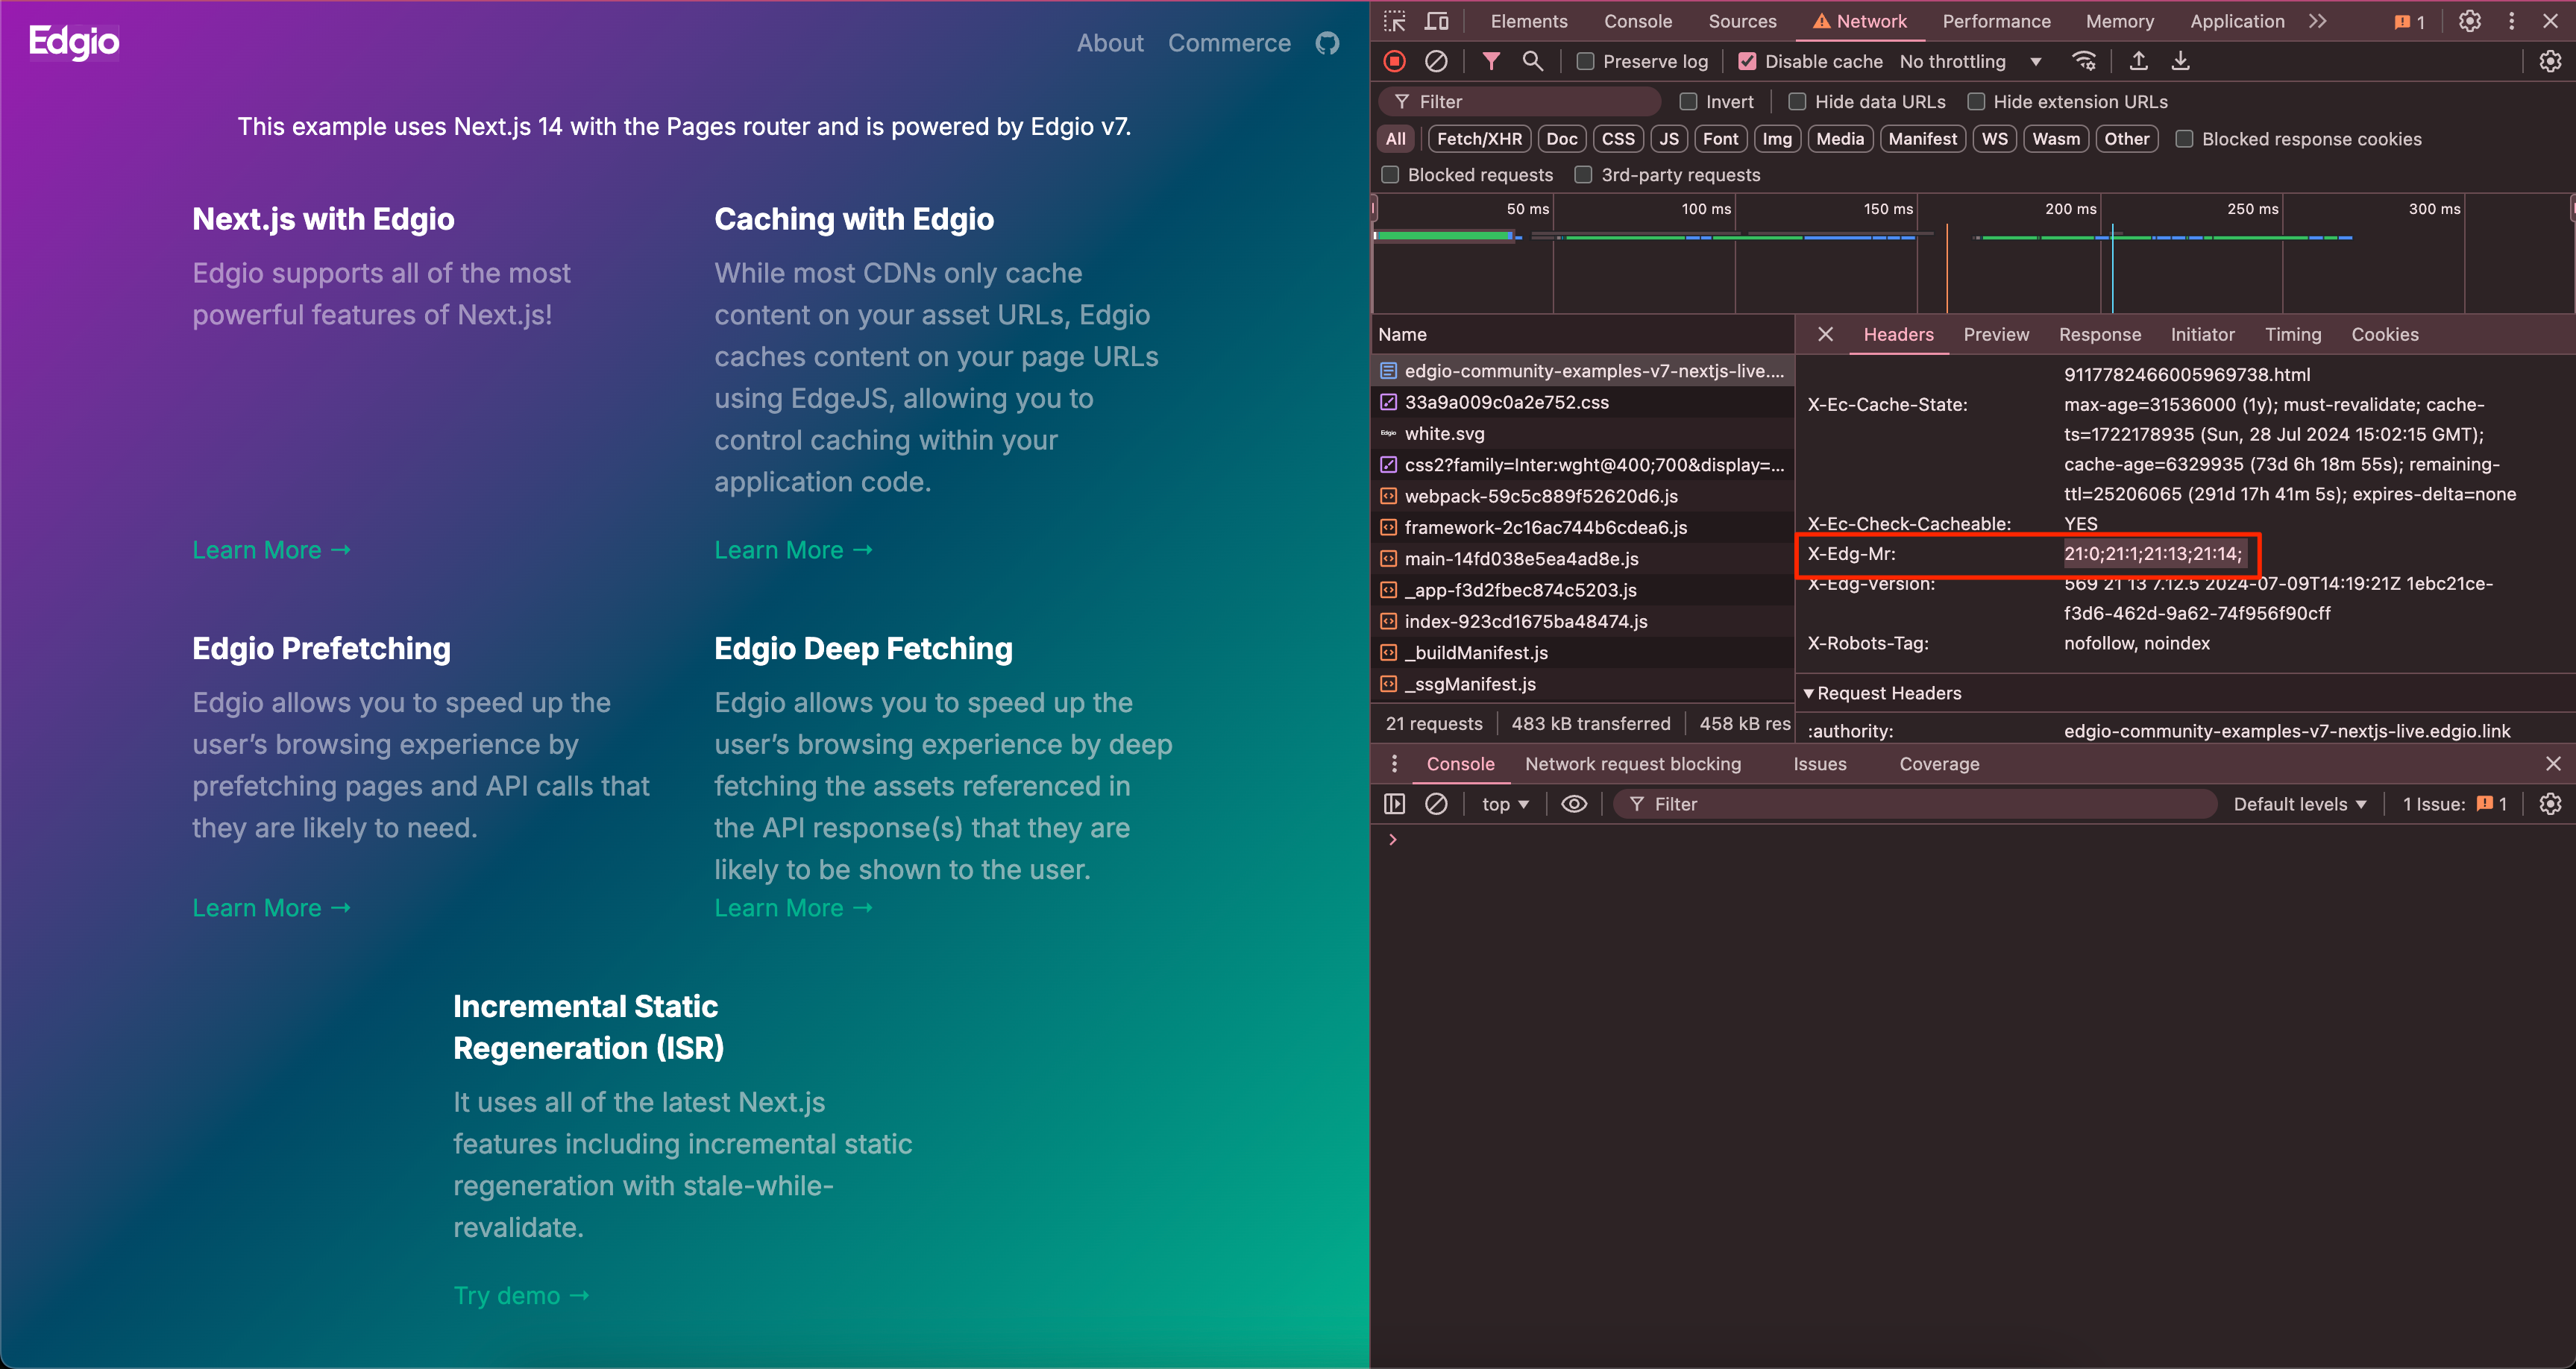 Edgio
About Commerce
This example uses Next.js 14 with the Pages router and is powered by Edgio v7.
Next.js with Edgio
Edgio supports all of the most
powerful features of Next.js!
Learn More →
Caching with Edgio
While most CDNs only cache
content on your asset URLs, Edgio
caches content on your page URLs
using EdgeJS, allowing you to
control caching within your
application code.
Learn More →
Edgio Prefetching
Edgio allows you to speed up the
user’s browsing experience by
prefetching pages and API calls that
they are likely to need.
Learn More →
Edgio Deep Fetching
Edgio allows you to speed up the
user’s browsing experience by deep
fetching the assets referenced in
the API response(s) that they are
likely to be shown to the user.
Learn More →
Incremental Static
Regeneration (ISR)
It uses all of the latest Next.js
features including incremental static
regeneration with stale-while-
revalidate.
Try demo →
Elements Console Sources Network Performance Memory Application 1
Preserve log Disable cache No throttling
Filter Invert Hide data URLs Hide extension URLs
All Fetch/XHR Doc CSS JS Font Img Media Manifest WS Wasm Other Blocked response cookies
Blocked requests 3rd-party requests
50 ms 100 ms 150 ms 200 ms 250 ms 300 ms
Name
edgio-community-examples-v7-nextjs-live....
33a9a009c0a2e752.css
Edgio white.svg
css2?family=Inter:wght@400;700&display=...
webpack-59c5c889f52620d6.js
framework-2c16ac744b6cdea6.js
main-14fd038e5ea4ad8e.js
_app-f3d2fbec874c5203.js
index-923cd1675ba48474.js
_buildManifest.js
_ssgManifest.js
21 requests 483 kB transferred 458 kB res
Headers Preview Response Initiator Timing Cookies
9117782466005969738.html
X-Ec-Cache-State: max-age=31536000 (1y); must-revalidate; cache-
ts=1722178935 (Sun, 28 Jul 2024 15:02:15 GMT);
cache-age=6329935 (73d 6h 18m 55s); remaining-
ttl=25206065 (291d 17h 41m 5s); expires-delta=none
X-Ec-Check-Cacheable: YES
X-Edg-Mr: 21:0;21:1;21:13;21:14;
X-Edg-Version: 569 21 13 7.12.5 2024-07-09T14:19:21Z 1ebc21ce-
f3d6-462d-9a62-74f956f90cff
X-Robots-Tag: nofollow, noindex
Request Headers
:authority: edgio-community-examples-v7-nextjs-live.edgio.link
Console Network request blocking Issues Coverage
top Filter Default levels 1 Issue: 1